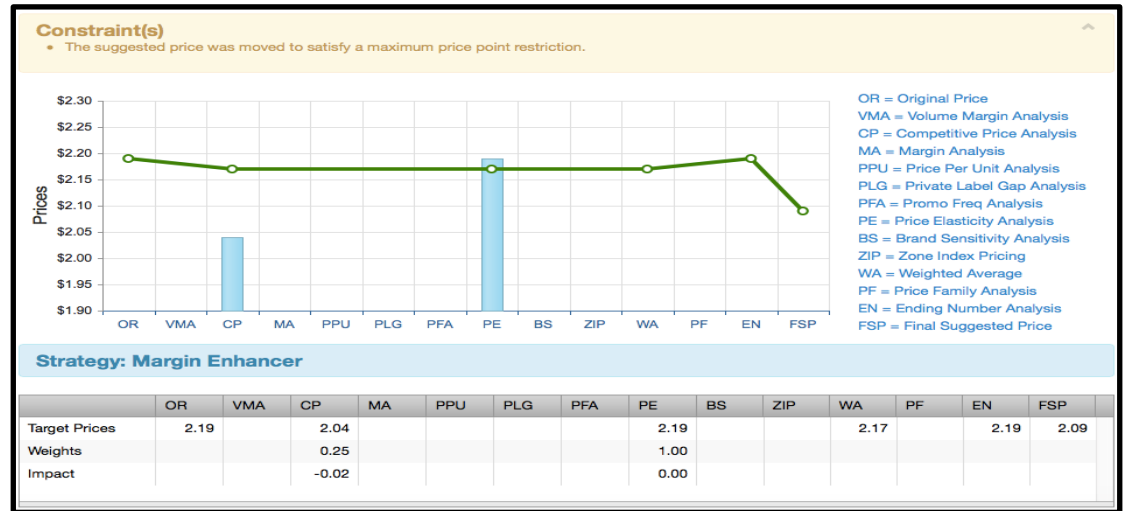 Constraint(s)
• The suggested price was moved to satisfy a maximum price point restriction.
$2.30
$2.25
$2.20
$2.15
$2.10
$2.05
$2.00
$1.95
$1.90
Prices
OR VMA CP MA PPU PLG PFA PE BS ZIP WA PF EN FSP
OR = Original Price
VMA = Volume Margin Analysis
CP = Competitive Price Analysis
MA = Margin Analysis
PPU = Price Per Unit Analysis
PLG = Private Label Gap Analysis
PFA = Promo Freq Analysis
PE = Price Elasticity Analysis
BS = Brand Sensitivity Analysis
ZIP = Zone Index Pricing
WA = Weighted Average
PF = Price Family Analysis
EN = Ending Number Analysis
FSP = Final Suggested Price
Strategy: Margin Enhancer
OR VMA CP MA PPU PLG PFA PE BS ZIP WA PF EN FSP
Target Prices 2.19 2.04 2.19 2.17 2.19 2.09
Weights 0.25 1.00
Impact -0.02 0.00